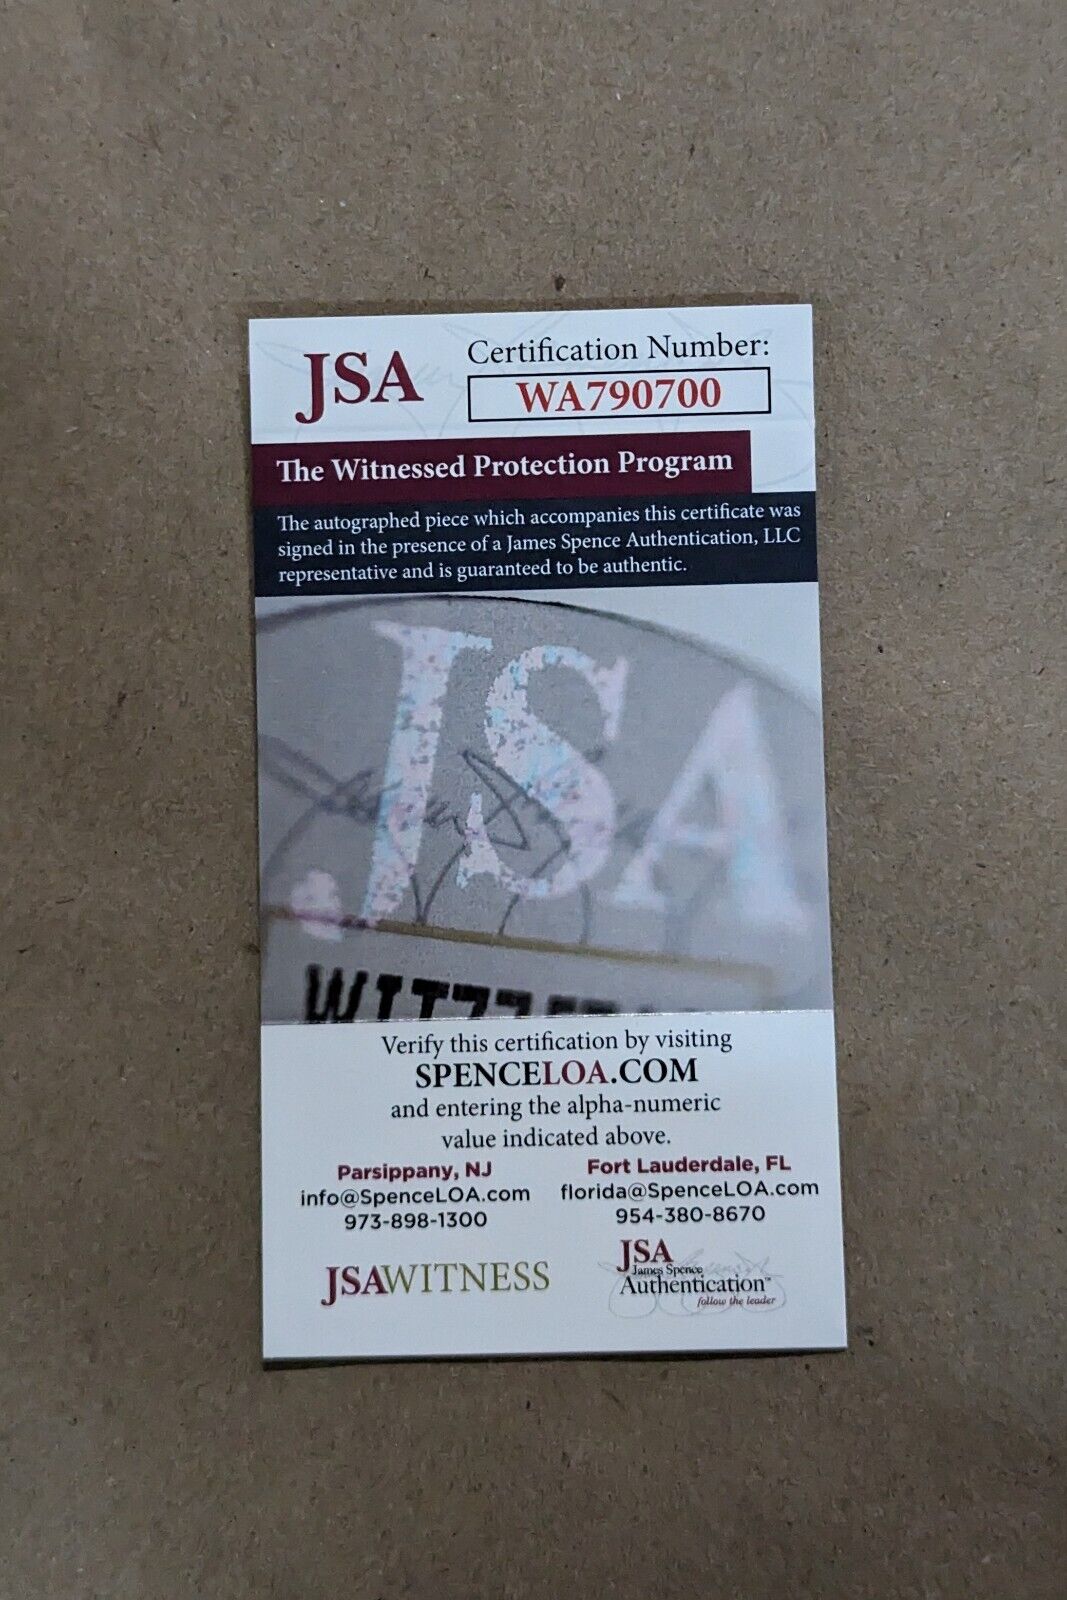 JSA
Certification Number:
WA790700
The Witnessed Protection Program
The autographed piece which accompanies this certificate was
signed in the presence of a James Spence Authentication, LLC
representative and is guaranteed to be authentic.
JSA
Verify this certification by visiting
SPENCELOA.COM
and entering the alpha-numeric
value indicated above.
Parsippany, NJ
info@SpenceLOA.com
973-898-1300
Fort Lauderdale, FL
florida@SpenceLOA.com
954-380-8670
JSAWITNESS
JSA
James Spence
Authentication™
follow the leader